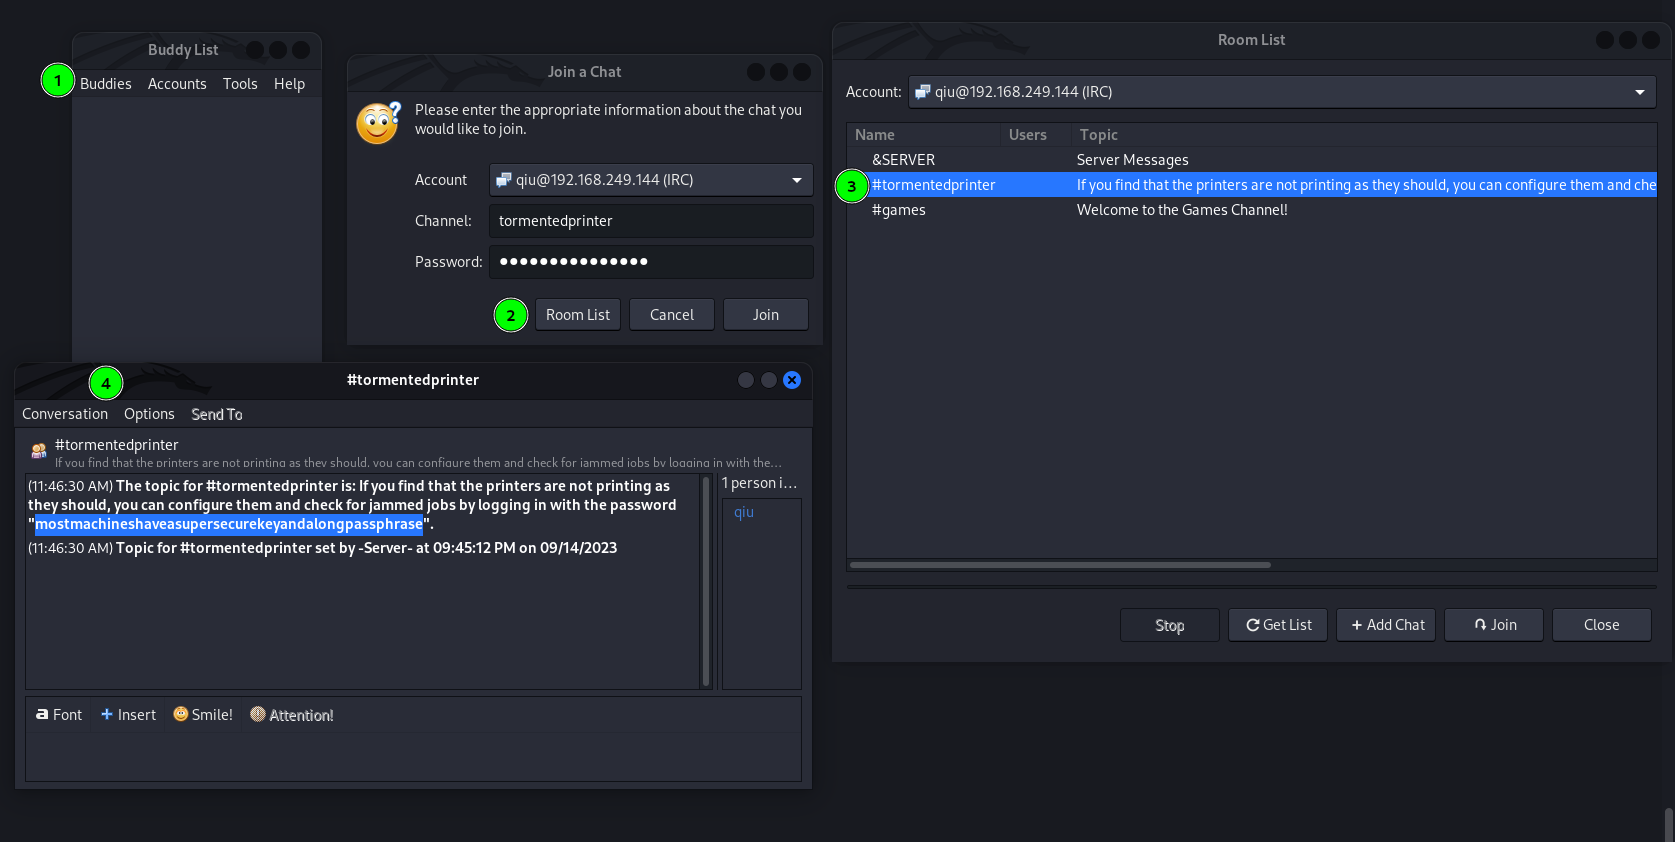 Buddy List
1
Buddies Accounts Tools Help
Join a Chat
Please enter the appropriate information about the chat you
would like to join.
Account qiu@192.168.249.144 (IRC)
Channel: tormentedprinter
Password: ●●●●●●●●●●●●●●●
2 Room List Cancel Join
Room List
Account: qiu@192.168.249.144 (IRC)
Name Users Topic
&SERVER Server Messages
3 #tormentedprinter If you find that the printers are not printing as they should, you can configure them and che
#games Welcome to the Games Channel!
Stop Get List + Add Chat Join Close
4
#tormentedprinter
Conversation Options Send To
#tormentedprinter
If you find that the printers are not printing as they should, you can configure them and check for jammed jobs by logging in with the...
(11:46:30 AM) The topic for #tormentedprinter is: If you find that the printers are not printing as
they should, you can configure them and check for jammed jobs by logging in with the password
"mostmachineshaveasupersecurekeyandalongpassphrase".
(11:46:30 AM) Topic for #tormentedprinter set by -Server- at 09:45:12 PM on 09/14/2023
1 person i...
qiu
a Font + Insert Smile! Attention!